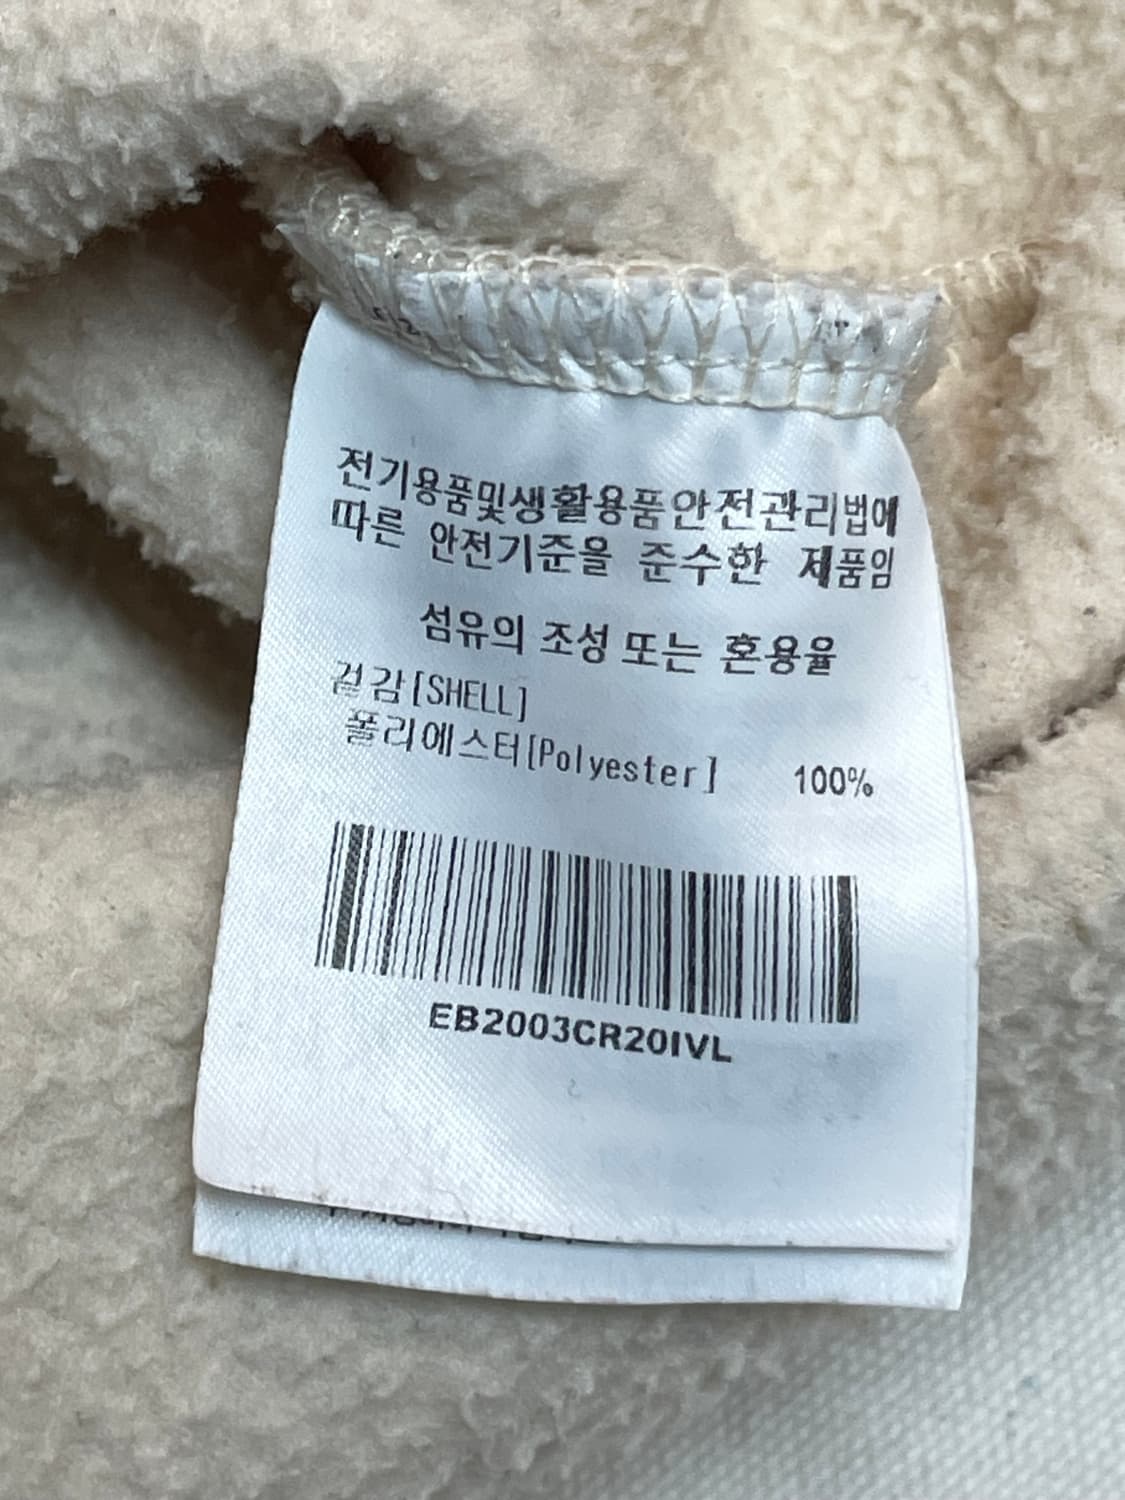 전기용품및생활용품안전관리법에
따른 안전기준을 준수한 제품임
섬유의 조성 또는 혼용율
겉감[SHELL]
폴리에스터[Polyester] 100%
EB2003CR20IVL